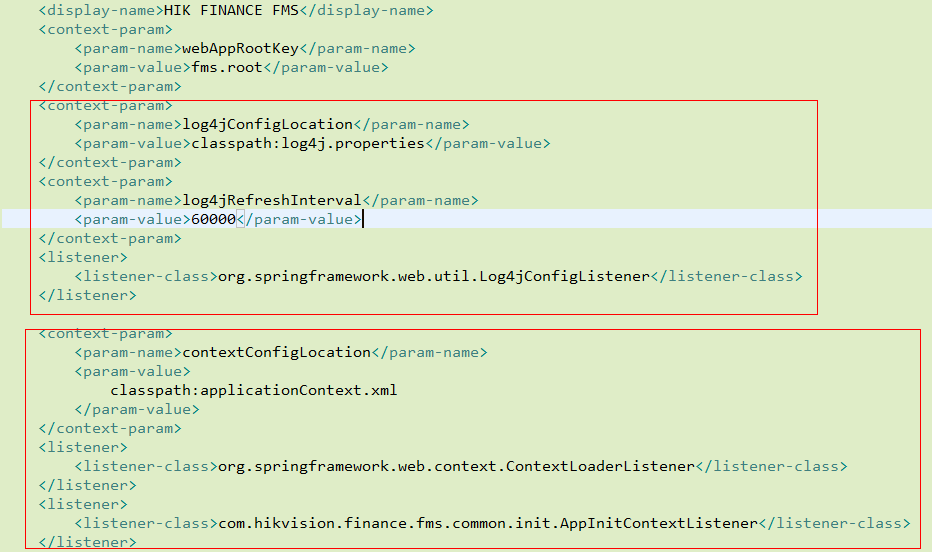 <display-name>HIK FINANCE FMS</display-name>
<context-param>
<param-name>webAppRootKey</param-name>
<param-value>fms.root</param-value>
</context-param>
<context-param>
<param-name>log4jConfigLocation</param-name>
<param-value>classpath:log4j.properties</param-value>
</context-param>
<context-param>
<param-name>log4jRefreshInterval</param-name>
<param-value>60000</param-value>
</context-param>
<listener>
<listener-class>org.springframework.web.util.Log4jConfigListener</listener-class>
</listener>
<context-param>
<param-name>contextConfigLocation</param-name>
<param-value>
classpath:applicationContext.xml
</param-value>
</context-param>
<listener>
<listener-class>org.springframework.web.context.ContextLoaderListener</listener-class>
</listener>
<listener>
<listener-class>com.hikvision.finance.fms.common.init.AppInitContextListener</listener-class>
</listener>